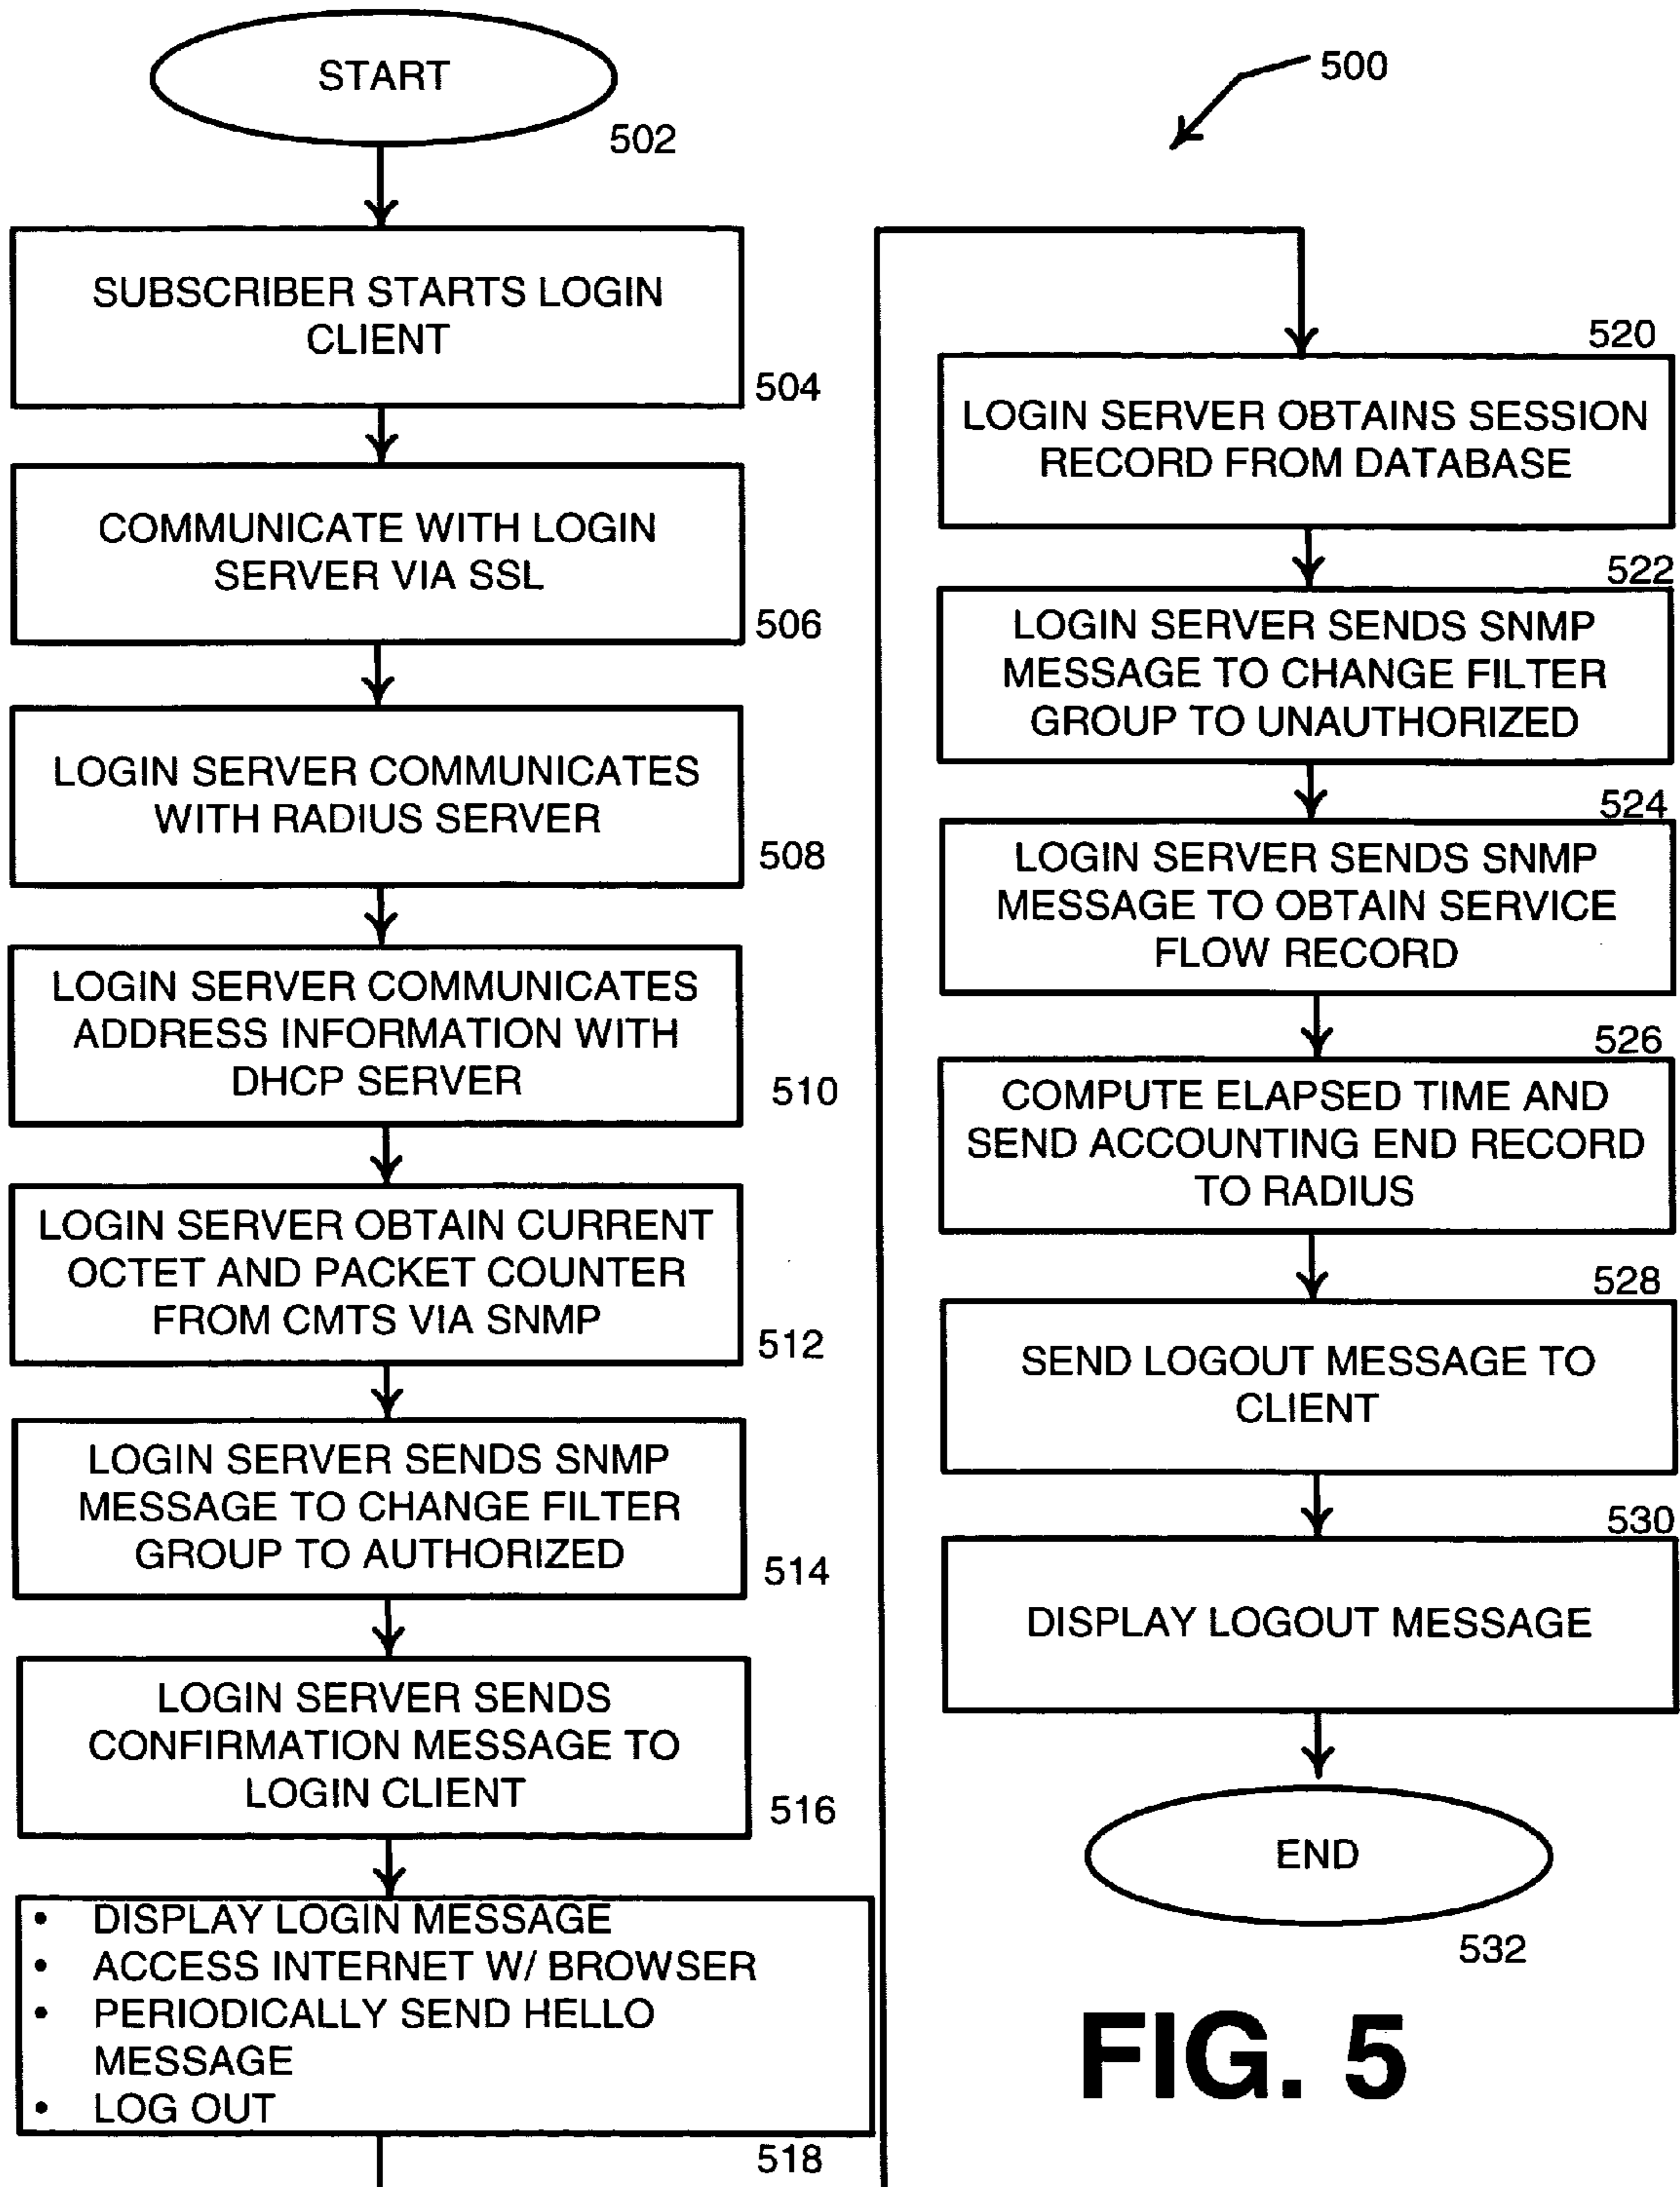 START
502
500
SUBSCRIBER STARTS LOGIN
CLIENT
504
COMMUNICATE WITH LOGIN
SERVER VIA SSL
506
LOGIN SERVER COMMUNICATES
WITH RADIUS SERVER
508
LOGIN SERVER COMMUNICATES
ADDRESS INFORMATION WITH
DHCP SERVER
510
LOGIN SERVER OBTAIN CURRENT
OCTET AND PACKET COUNTER
FROM CMTS VIA SNMP
512
LOGIN SERVER SENDS SNMP
MESSAGE TO CHANGE FILTER
GROUP TO AUTHORIZED
514
LOGIN SERVER SENDS
CONFIRMATION MESSAGE TO
LOGIN CLIENT
516
• DISPLAY LOGIN MESSAGE
• ACCESS INTERNET W/ BROWSER
• PERIODICALLY SEND HELLO
MESSAGE
• LOG OUT
518
520
LOGIN SERVER OBTAINS SESSION
RECORD FROM DATABASE
522
LOGIN SERVER SENDS SNMP
MESSAGE TO CHANGE FILTER
GROUP TO UNAUTHORIZED
524
LOGIN SERVER SENDS SNMP
MESSAGE TO OBTAIN SERVICE
FLOW RECORD
526
COMPUTE ELAPSED TIME AND
SEND ACCOUNTING END RECORD
TO RADIUS
528
SEND LOGOUT MESSAGE TO
CLIENT
530
DISPLAY LOGOUT MESSAGE
END
532
FIG. 5